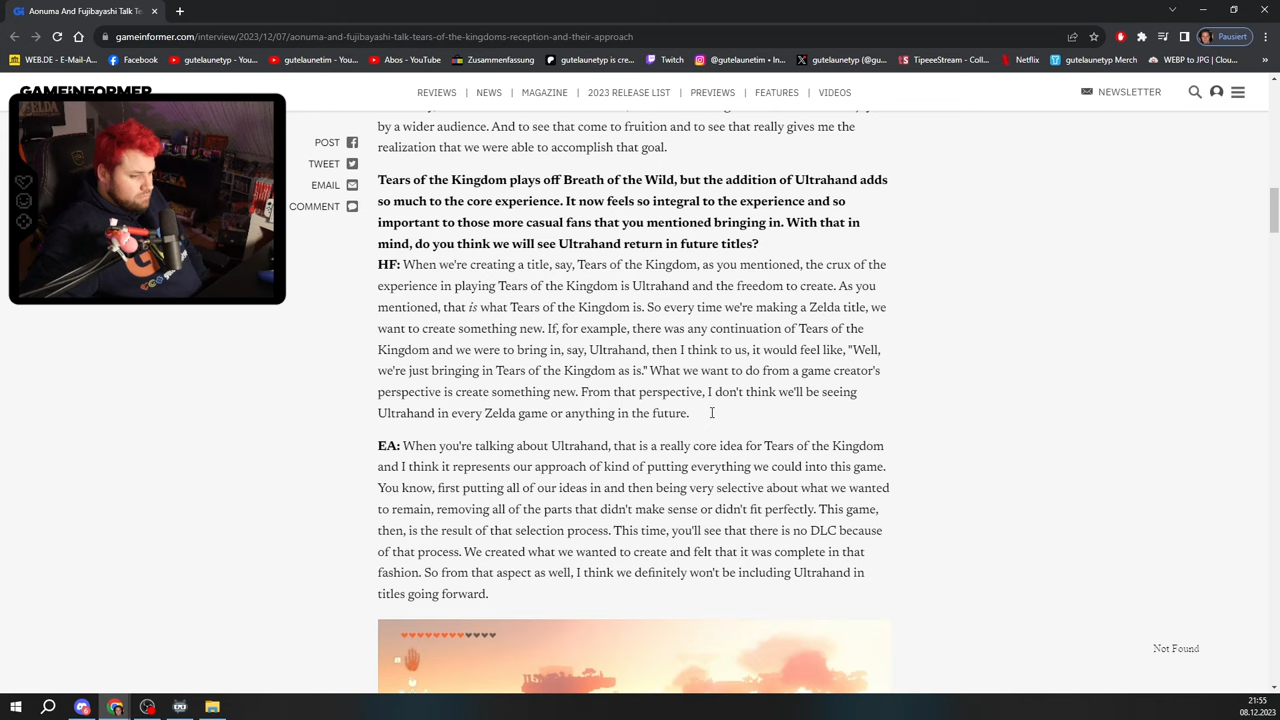 Aonuma And Fujibayashi Talk Te
gameinformer.com/interview/2023/12/07/aonuma-and-fujibayashi-talk-tears-of-the-kingdoms-reception-and-their-approach
Pausiert
WEB.DE - E-Mail-A...
Facebook
gutelaunetyp - You...
gutelaunetim - You...
Abos - YouTube
Zusammenfassung
Twitch
@gutelaunetyp • In...
gutelaunetyp (@gu...
TipeeeStream - Coll...
Netflix
gutelaunetyp Merch
WEBP to JPG | Clou...
GAMEINFORMER
REVIEWS | NEWS | MAGAZINE | 2023 RELEASE LIST | PREVIEWS | FEATURES | VIDEOS
NEWSLETTER
POST
TWEET
EMAIL
COMMENT
by a wider audience. And to see that come to fruition and to see that really gives me the
realization that we were able to accomplish that goal.
Tears of the Kingdom plays off Breath of the Wild, but the addition of Ultrahand adds
so much to the core experience. It now feels so integral to the experience and so
important to those more casual fans that you mentioned bringing in. With that in
mind, do you think we will see Ultrahand return in future titles?
HF: When we're creating a title, say, Tears of the Kingdom, as you mentioned, the crux of the
experience in playing Tears of the Kingdom is Ultrahand and the freedom to create. As you
mentioned, that is what Tears of the Kingdom is. So every time we're making a Zelda title, we
want to create something new. If, for example, there was any continuation of Tears of the
Kingdom and we were to bring in, say, Ultrahand, then I think to us, it would feel like, "Well,
we're just bringing in Tears of the Kingdom as is." What we want to do from a game creator's
perspective is create something new. From that perspective, I don't think we'll be seeing
Ultrahand in every Zelda game or anything in the future.
EA: When you're talking about Ultrahand, that is a really core idea for Tears of the Kingdom
and I think it represents our approach of kind of putting everything we could into this game.
You know, first putting all of our ideas in and then being very selective about what we wanted
to remain, removing all of the parts that didn't make sense or didn't fit perfectly. This game,
then, is the result of that selection process. This time, you'll see that there is no DLC because
of that process. We created what we wanted to create and felt that it was complete in that
fashion. So from that aspect as well, I think we definitely won't be including Ultrahand in
titles going forward.
Not Found
21:55
08.12.2023